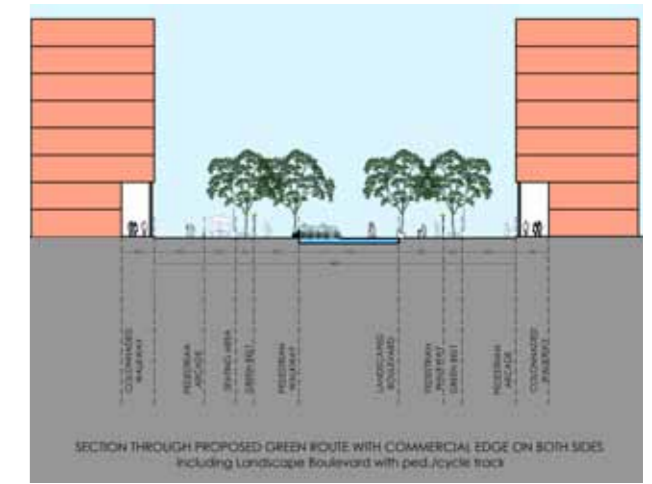 COLONNADED
WALKWAY
PEDESTRIAN
ARCADE
SEATING AREA
GREEN BELT
PEDESTRIAN
WALKWAY
LANDSCAPED
BOULEVARD
PEDESTRIAN
WALKWAY
GREEN BELT
PEDESTRIAN
ARCADE
COLONNADED
WALKWAY
SECTION THROUGH PROPOSED GREEN ROUTE WITH COMMERCIAL EDGE ON BOTH SIDES
including Landscape Boulevard with ped./cycle track